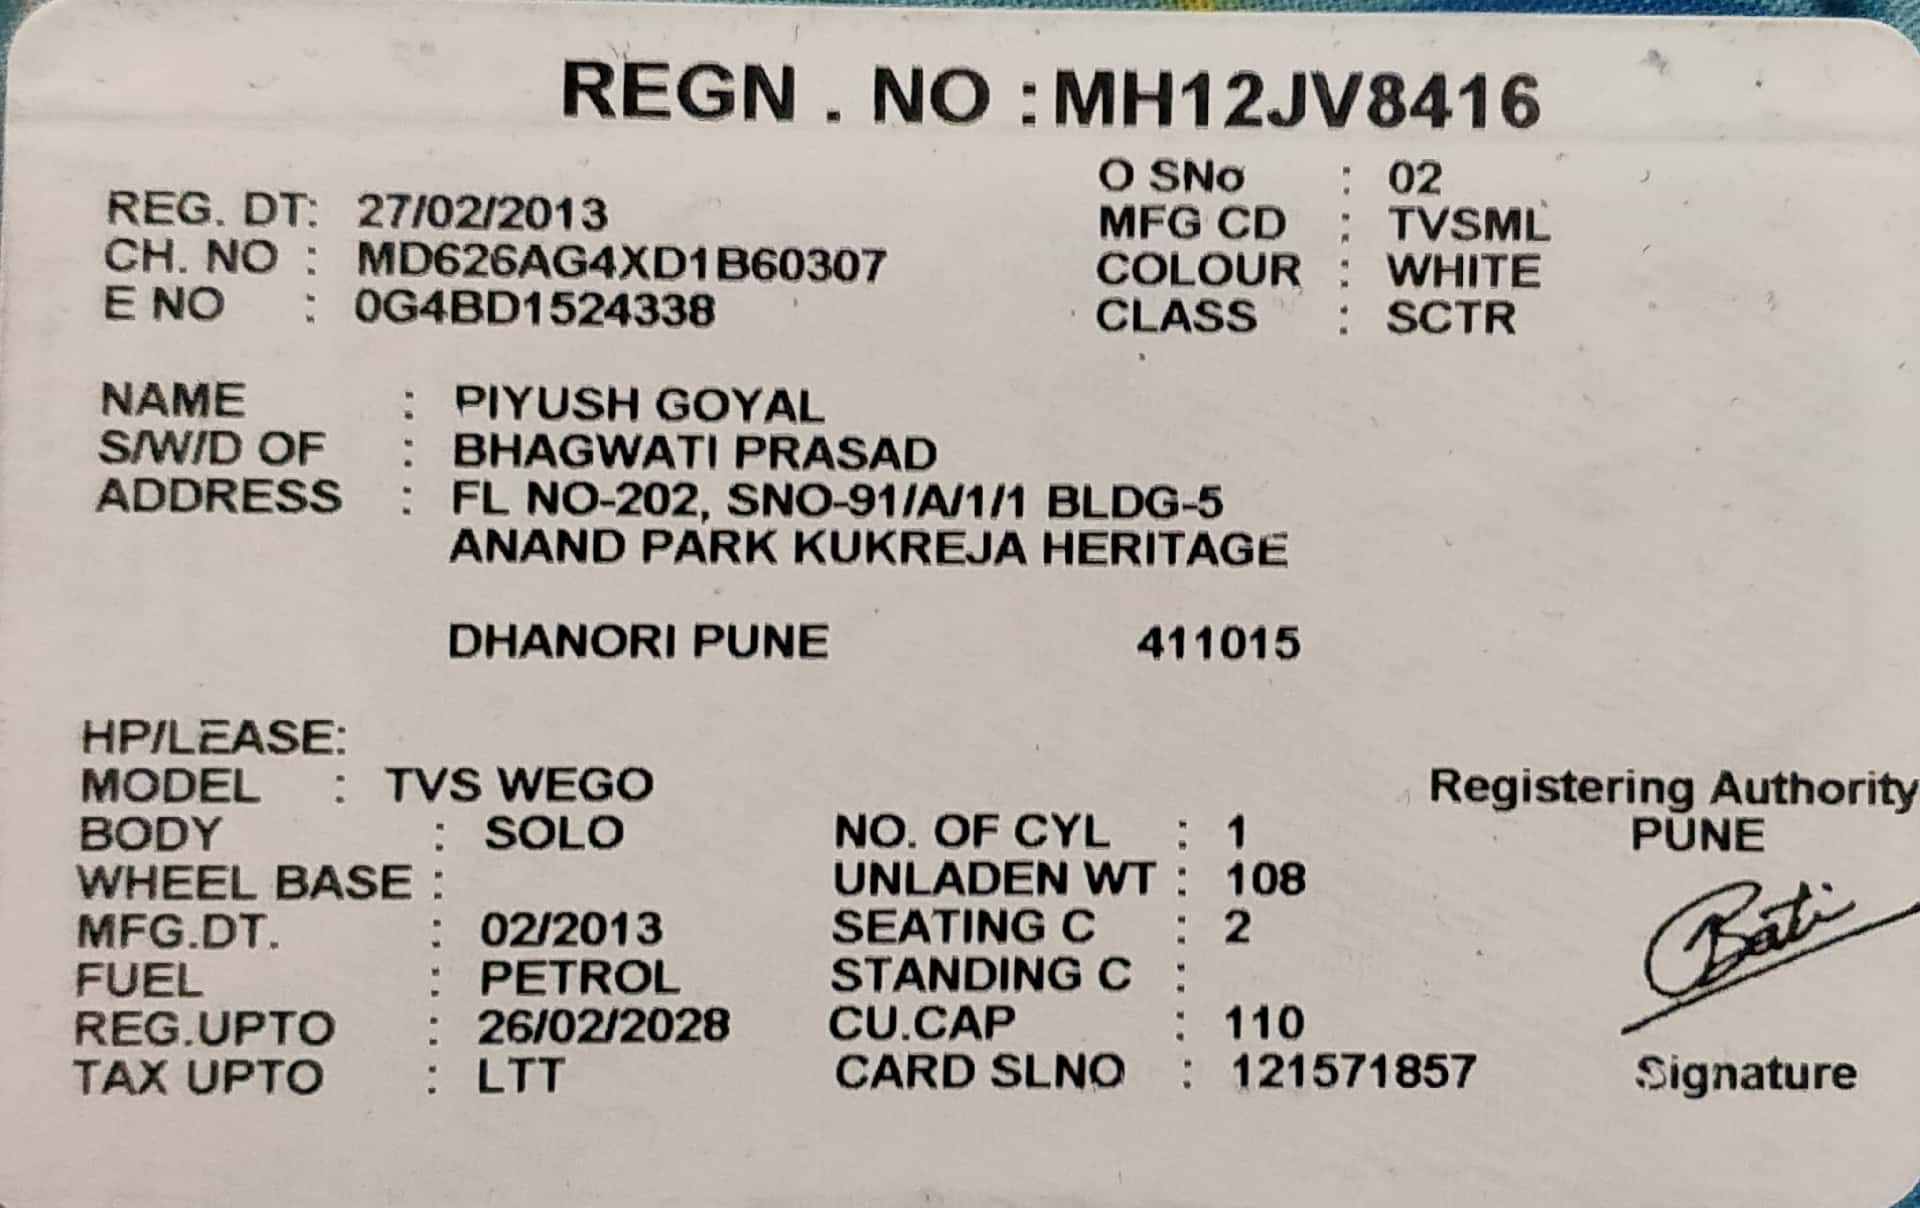 REGN . NO : MH12JV8416
REG. DT: 27/02/2013
CH. NO : MD626AG4XD1B60307
E NO : 0G4BD1524338
O SNo : 02
MFG CD : TVSML
COLOUR : WHITE
CLASS : SCTR
NAME : PIYUSH GOYAL
S/W/D OF : BHAGWATI PRASAD
ADDRESS : FL NO-202, SNO-91/A/1/1 BLDG-5
ANAND PARK KUKREJA HERITAGE
DHANORI PUNE 411015
HP/LEASE:
MODEL : TVS WEGO
BODY : SOLO
WHEEL BASE :
MFG.DT. : 02/2013
FUEL : PETROL
REG.UPTO : 26/02/2028
TAX UPTO : LTT
NO. OF CYL : 1
UNLADEN WT : 108
SEATING C : 2
STANDING C :
CU.CAP : 110
CARD SLNO : 121571857
Registering Authority
PUNE
Signature